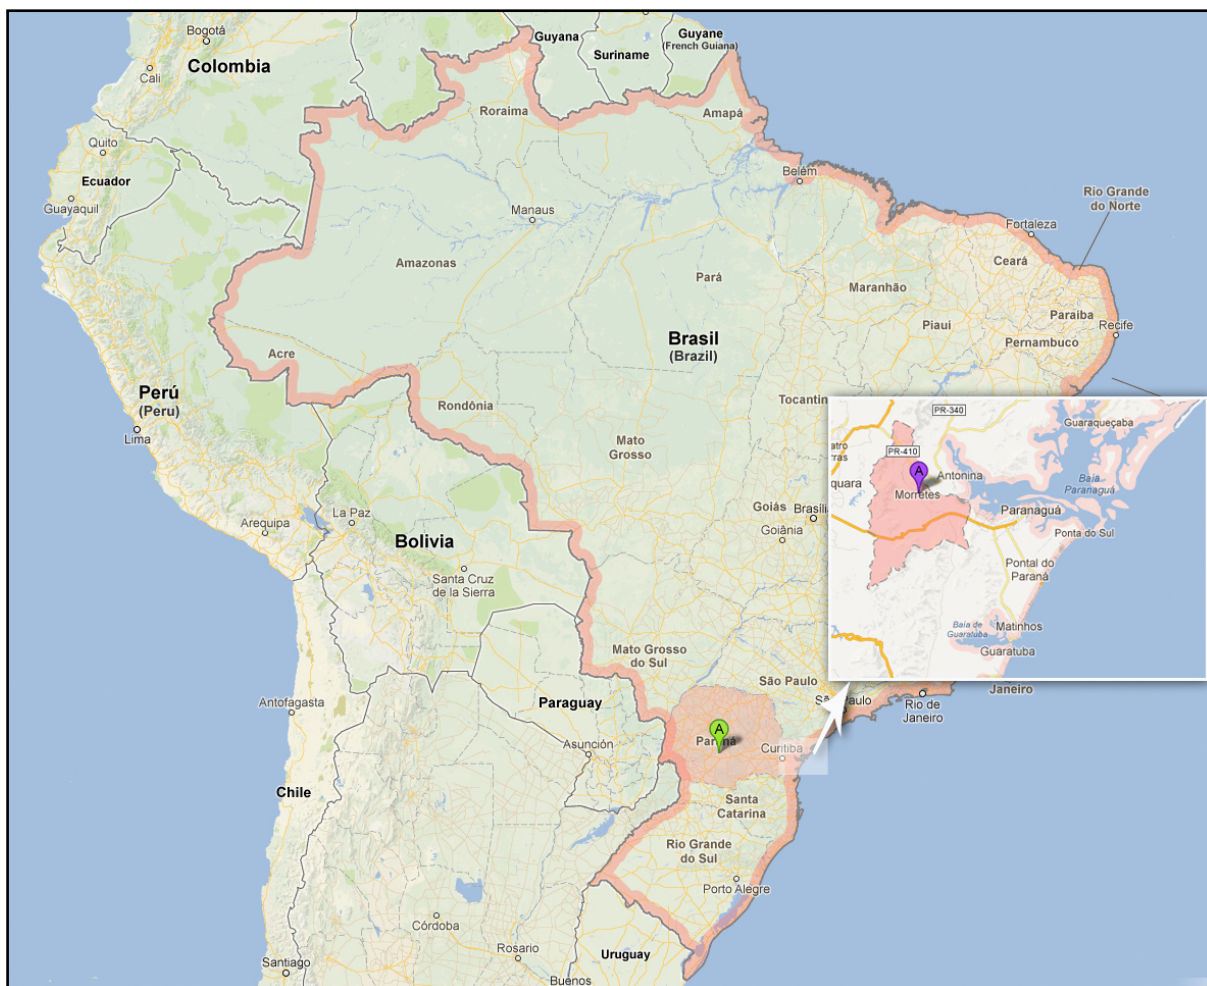 Bogotá
Colombia
Cali
Guyana
Suriname
Guyane
(French Guiana)
Roraima
Amapá
Quito
Ecuador
Guayaquil
Belém
Manaus
Rio Grande
do Norte
Fortaleza
Amazonas
Pará
Ceará
Maranhão
Piauí
Paraíba
Recife
Pernambuco
Acre
Brasil
(Brazil)
Perú
(Peru)
Lima
Rondônia
Mato
Grosso
PR-340
Guaraqueçaba
PR-410
A
Antonina
Baía
Paranaguá
quara
Morretes
Paranaguá
Ponta do Sul
Pontal do
Paraná
Baía de
Guaratuba
Matinhos
Guaratuba
Arequipa
La Paz
Bolivia
Santa Cruz
de la Sierra
Goiás
Goiânia
Mato Grosso
do Sul
São Paulo
Rio de
Janeiro
Janeiro
Antofagasta
Paraguay
Asunción
A
Curitiba
Chile
Santa
Catarina
Rio Grande
do Sul
Porto Alegre
Córdoba
Rosario
Uruguay
Santiago
Buenos